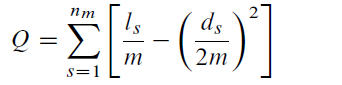 Q = \sum_{s=1}^{n_m} \left[ \frac{l_s}{m} - \left( \frac{d_s}{2m} \right)^2 \right]